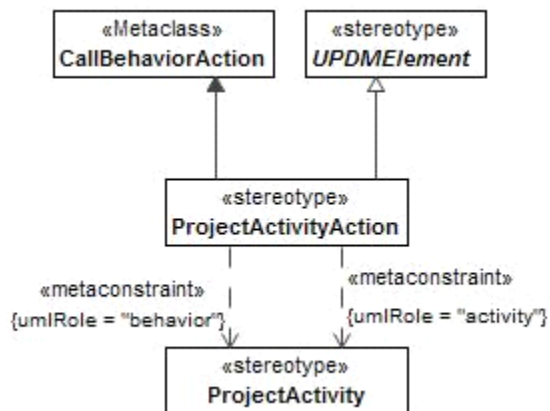 «Metaclass»
CallBehaviorAction
«stereotype»
UPDMElement
«stereotype»
ProjectActivityAction
«metaconstraint»
{umlRole = "behavior"}
«metaconstraint»
{umlRole = "activity"}
«stereotype»
ProjectActivity